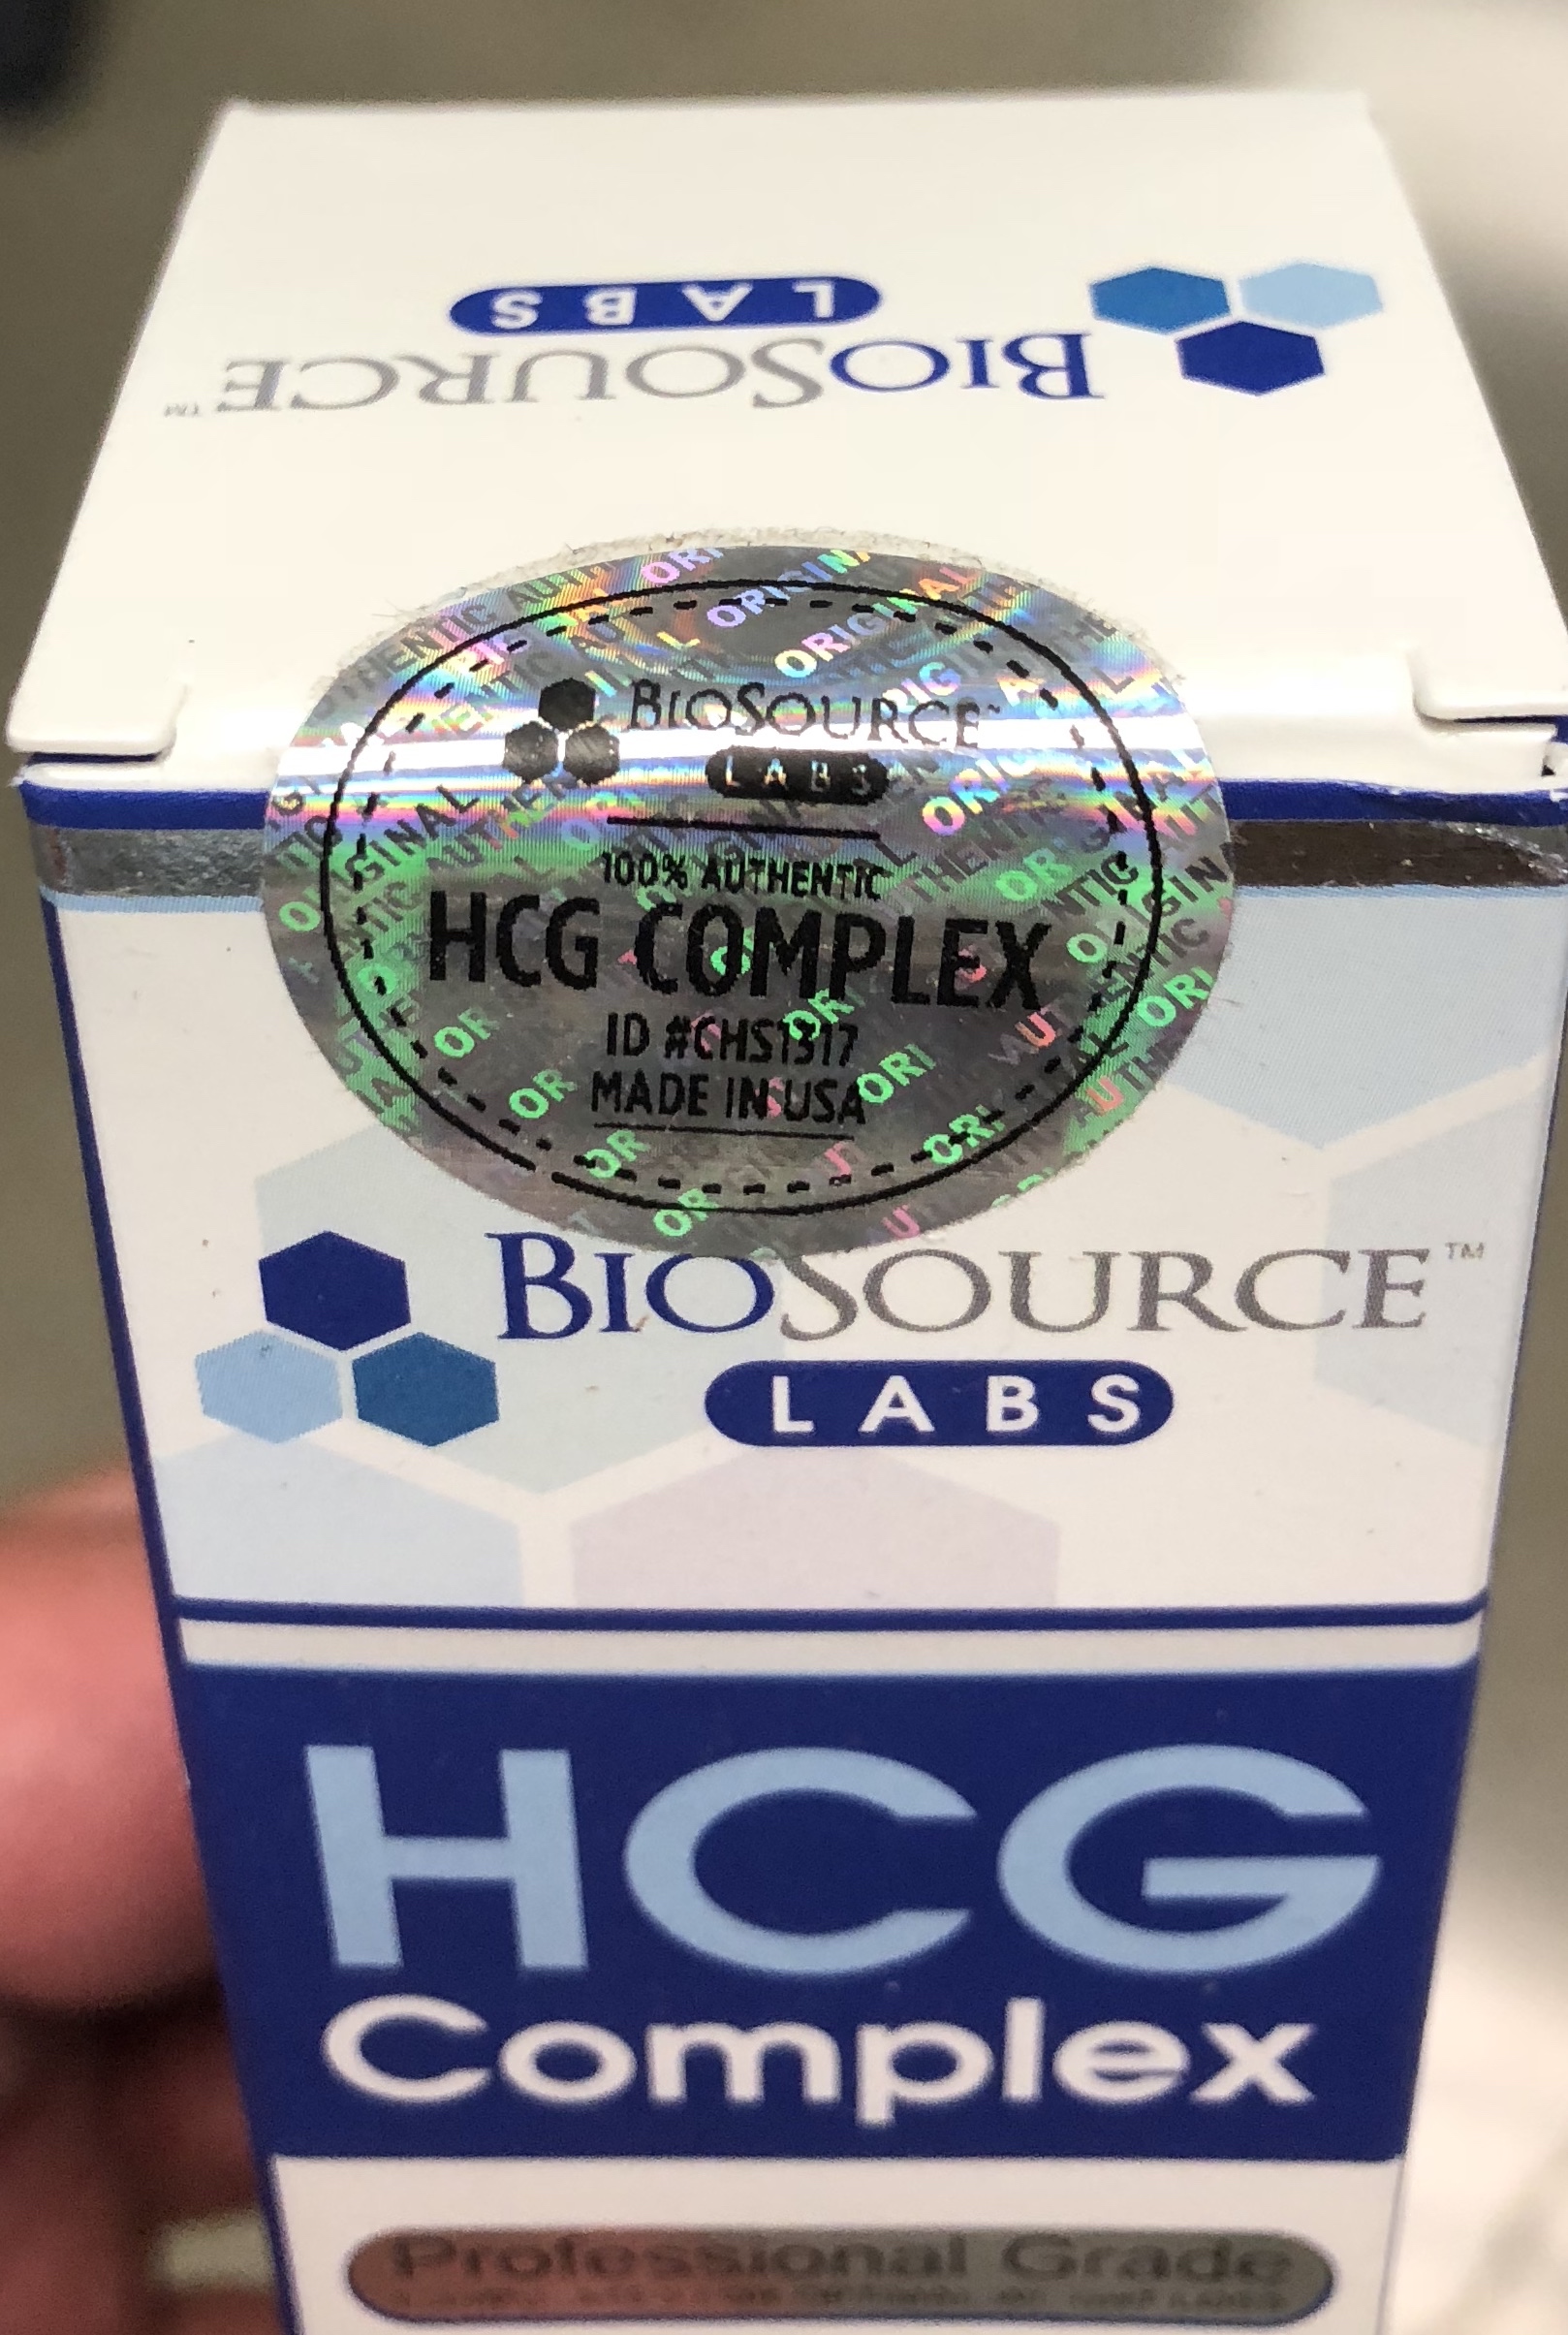 BIOSOURCE™
LABS
BIOSOURCE™
LABS
100% AUTHENTIC
HCG COMPLEX
ID #CHS1317
MADE IN USA
BIOSOURCE™
LABS
HCG
Complex
Professional Grade